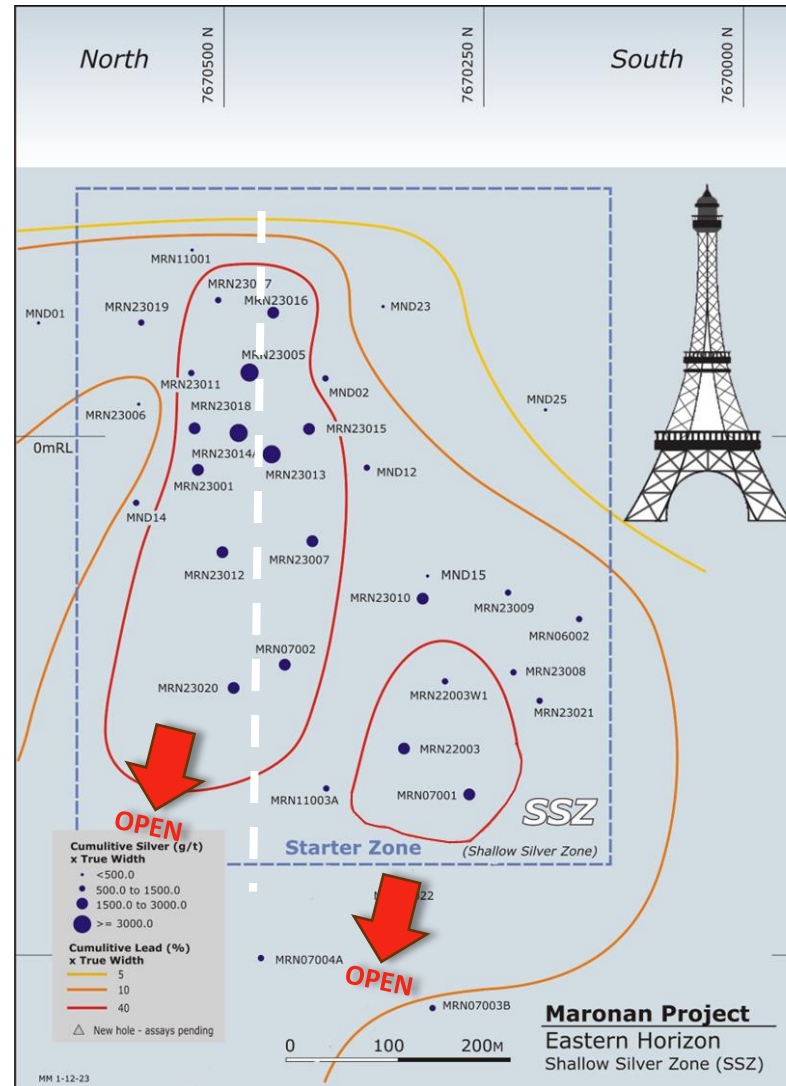 North
7670500 N
7670250 N
South
7670000 N
MRN11001
MRN23017
MRN23016
MND01
MRN23019
MND23
MRN23005
MRN23011
MND02
MRN23006
MND25
MRN23018
MRN23015
0mRL
MRN23014A
MRN23013
MRN23001
MND12
MND14
MRN23012
MRN23007
MND15
MRN23010
MRN23009
MRN06002
MRN07002
MRN23008
MRN22003W1
MRN23020
MRN23021
MRN22003
MRN11003A
MRN07001
SSZ
OPEN
Starter Zone
(Shallow Silver Zone)
Cumulitive Silver (g/t)
x True Width
<500.0
500.0 to 1500.0
1500.0 to 3000.0
>= 3000.0
Cumulitive Lead (%)
x True Width
5
10
40
New hole - assays pending
MRN07004A
OPEN
MRN07003B
0 100 200M
Maronan Project
Eastern Horizon
Shallow Silver Zone (SSZ)
MM 1-12-23